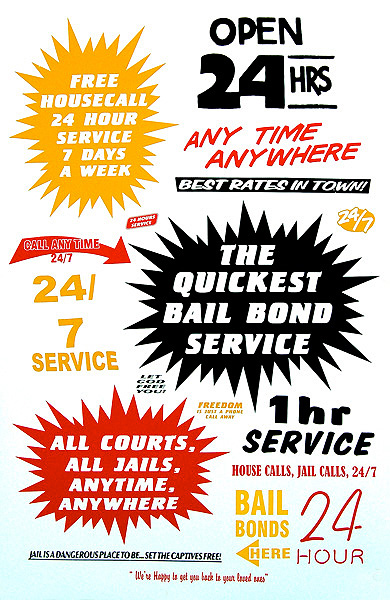 OPEN
24 HRS
FREE
HOUSECALL
24 HOUR
SERVICE
7 DAYS
A WEEK
ANY TIME
ANYWHERE
BEST RATES IN TOWN!
24 HOURS
SERVICE
24/7
CALL ANY TIME
24/7
THE
QUICKEST
BAIL BOND
SERVICE
24/
7
SERVICE
LET
GOD
FREE
YOU!
FREEDOM
IS JUST A PHONE
CALL AWAY
1hr
SERVICE
ALL COURTS,
ALL JAILS,
ANYTIME,
ANYWHERE
HOUSE CALLS, JAIL CALLS, 24/7
BAIL
BONDS
HERE
24
HOUR
JAIL IS A DANGEROUS PLACE TO BE... SET THE CAPTIVES FREE!
"We're Happy to get you back to your loved ones"